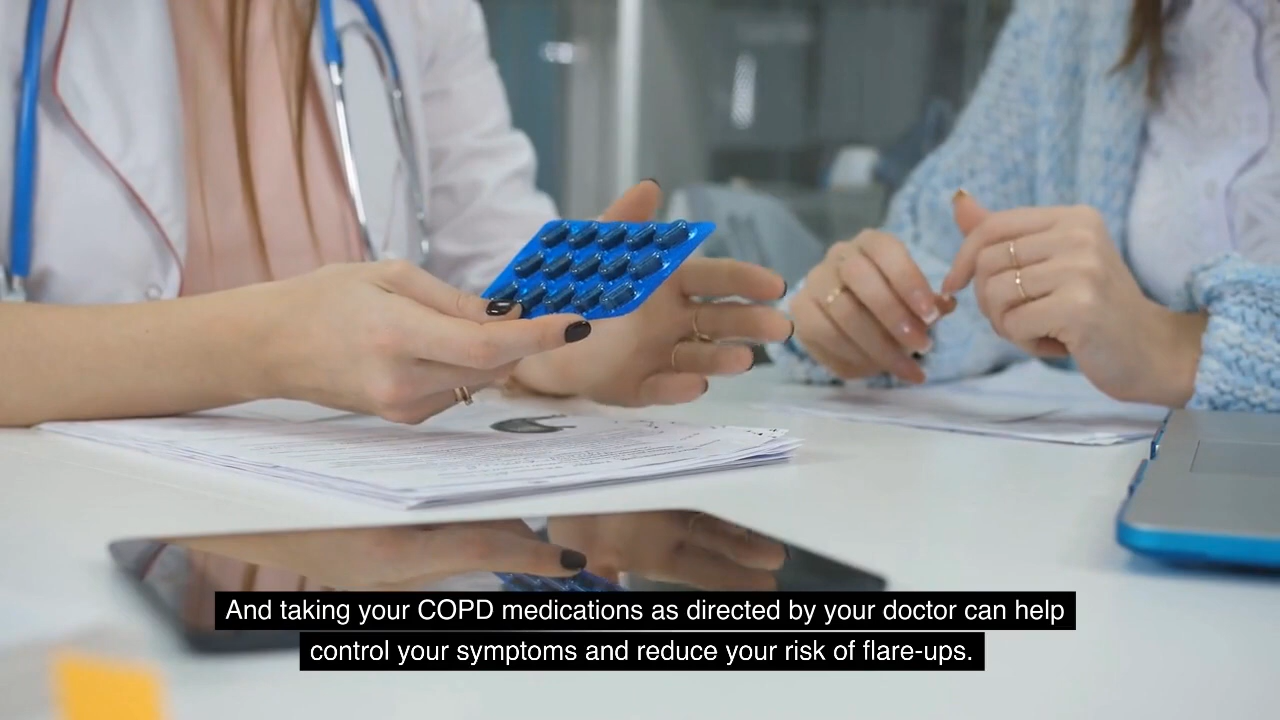 And taking your COPD medications as directed by your doctor can help
control your symptoms and reduce your risk of flare-ups.